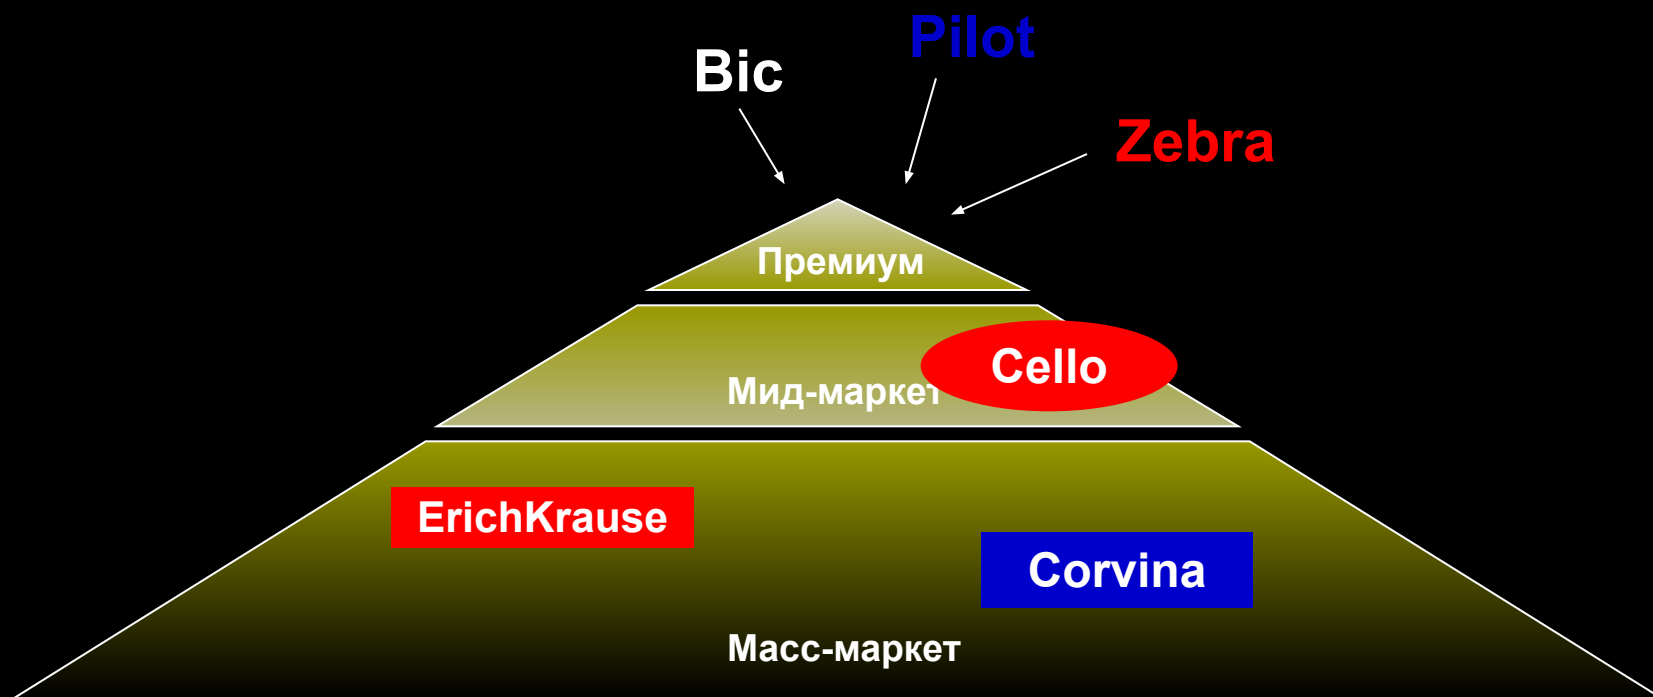 Pilot
Bic
Zebra
Премиум
Cello
Мид-маркет
ErichKrause
Corvina
Масс-маркет